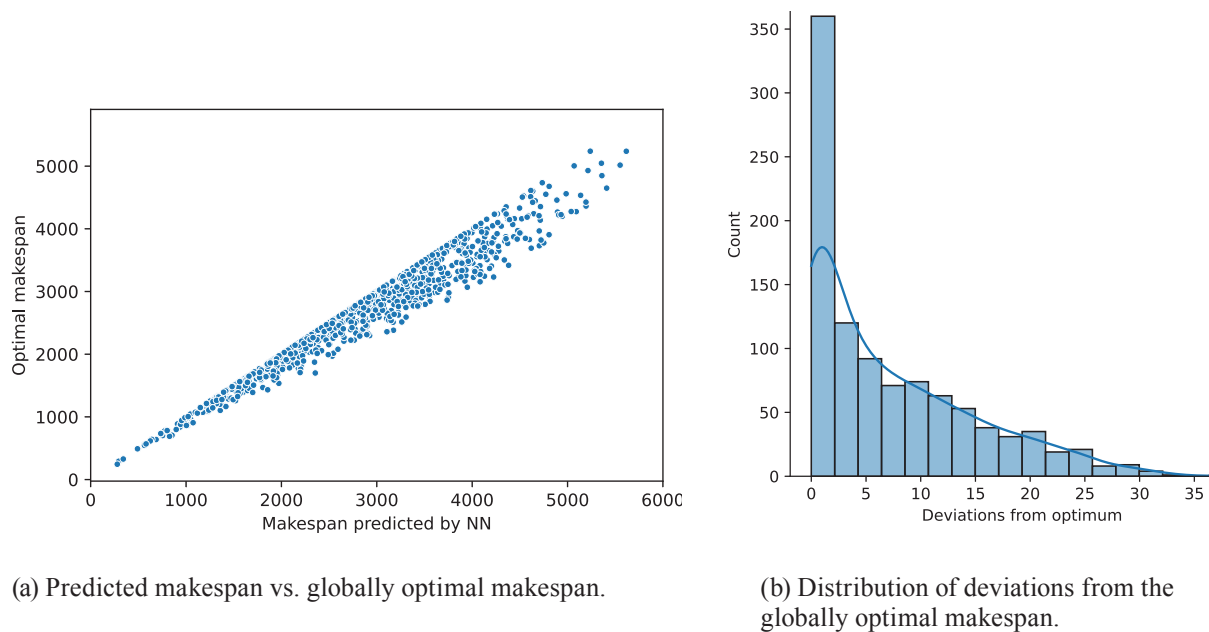 5000
4000
3000
2000
1000
0
Optimal makespan
0 1000 2000 3000 4000 5000 6000
Makespan predicted by NN
(a) Predicted makespan vs. globally optimal makespan.
350
300
250
200
150
100
50
0
Count
0 5 10 15 20 25 30 35
Deviations from optimum
(b) Distribution of deviations from the
globally optimal makespan.